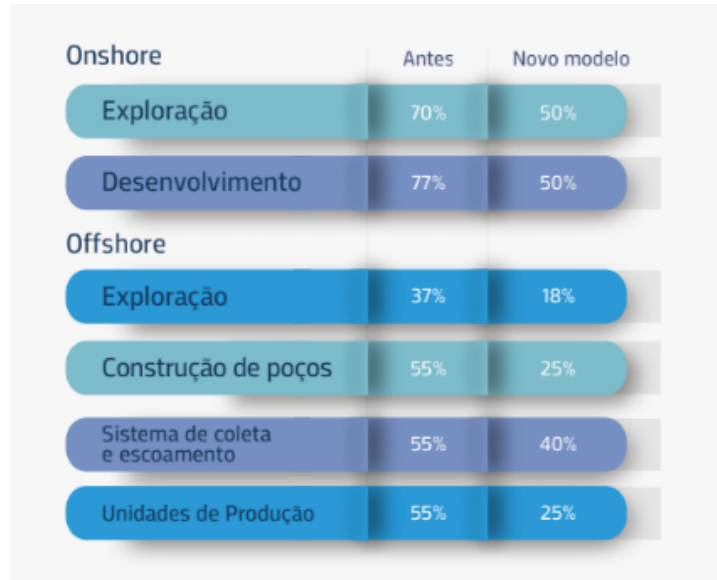 Onshore Antes Novo modelo
Exploração 70% 50%
Desenvolvimento 77% 50%
Offshore
Exploração 37% 18%
Construção de poços 55% 25%
Sistema de coleta
e escoamento 55% 40%
Unidades de Produção 55% 25%